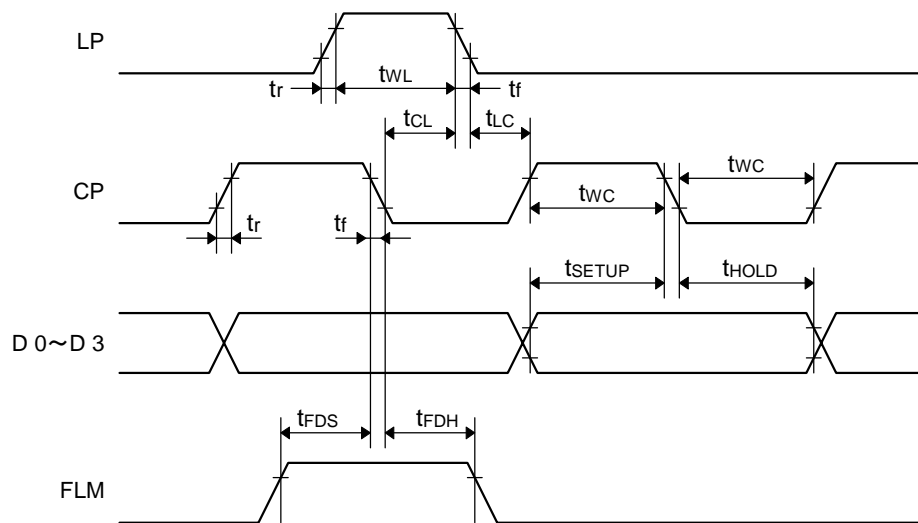 LP
tr
tWL
tf
tCL
tLC
CP
tr
tf
tWC
tWC
tSETUP
tHOLD
D 0～D 3
tFDS
tFDH
FLM